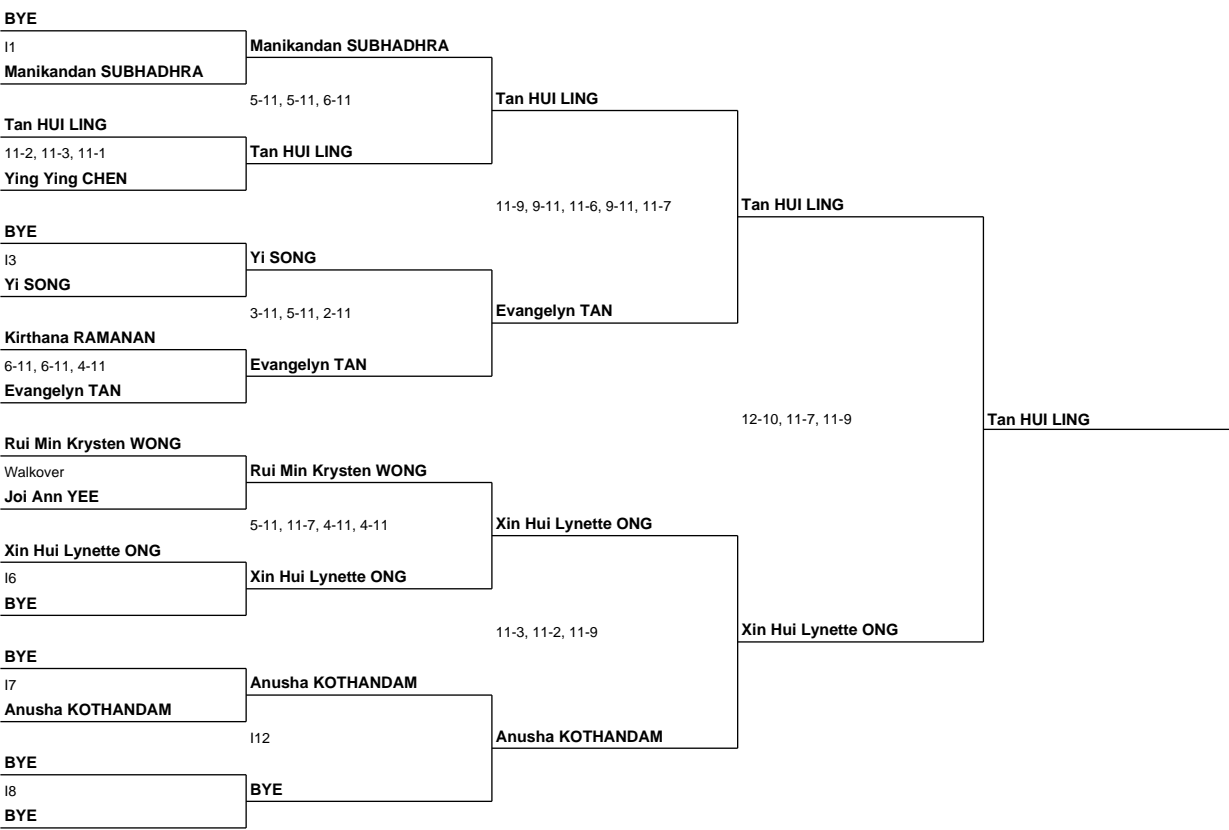 BYE
I1
Manikandan SUBHADHRA
Manikandan SUBHADHRA
5-11, 5-11, 6-11
Tan HUI LING
Tan HUI LING
11-2, 11-3, 11-1
Ying Ying CHEN
Tan HUI LING
11-9, 9-11, 11-6, 9-11, 11-7
Tan HUI LING
BYE
I3
Yi SONG
Yi SONG
3-11, 5-11, 2-11
Evangelyn TAN
Kirthana RAMANAN
6-11, 6-11, 4-11
Evangelyn TAN
Evangelyn TAN
12-10, 11-7, 11-9
Tan HUI LING
Rui Min Krysten WONG
Walkover
Joi Ann YEE
Rui Min Krysten WONG
5-11, 11-7, 4-11, 4-11
Xin Hui Lynette ONG
Xin Hui Lynette ONG
I6
BYE
Xin Hui Lynette ONG
11-3, 11-2, 11-9
Xin Hui Lynette ONG
BYE
I7
Anusha KOTHANDAM
Anusha KOTHANDAM
I12
Anusha KOTHANDAM
BYE
I8
BYE
BYE